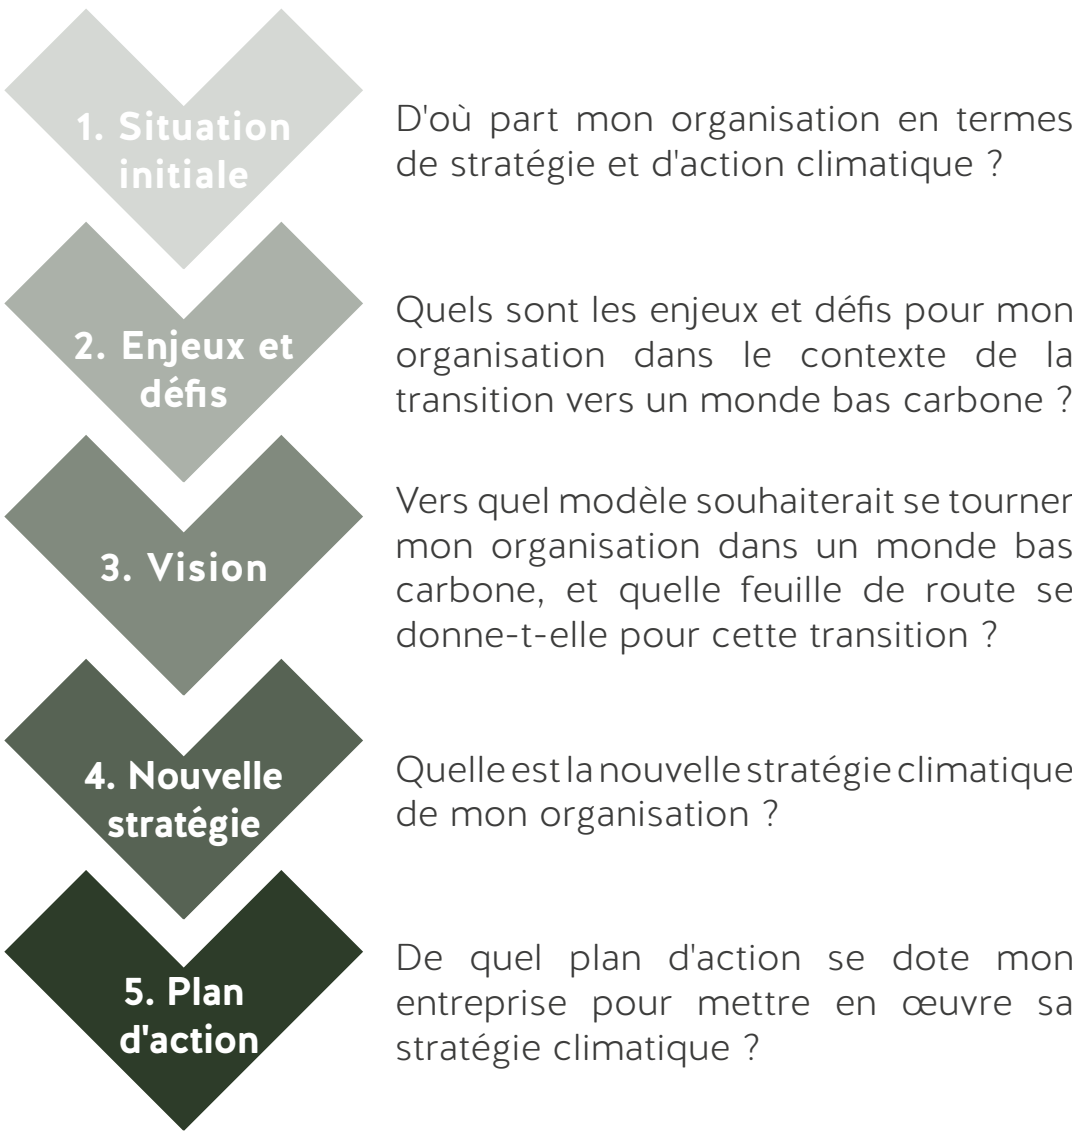 1. Situation
initiale
D'où part mon organisation en termes
de stratégie et d'action climatique ?
2. Enjeux et
défis
Quels sont les enjeux et défis pour mon
organisation dans le contexte de la
transition vers un monde bas carbone ?
3. Vision
Vers quel modèle souhaiterait se tourner
mon organisation dans un monde bas
carbone, et quelle feuille de route se
donne-t-elle pour cette transition ?
4. Nouvelle
stratégie
Quelle est la nouvelle stratégie climatique
de mon organisation ?
5. Plan
d'action
De quel plan d'action se dote mon
entreprise pour mettre en œuvre sa
stratégie climatique ?